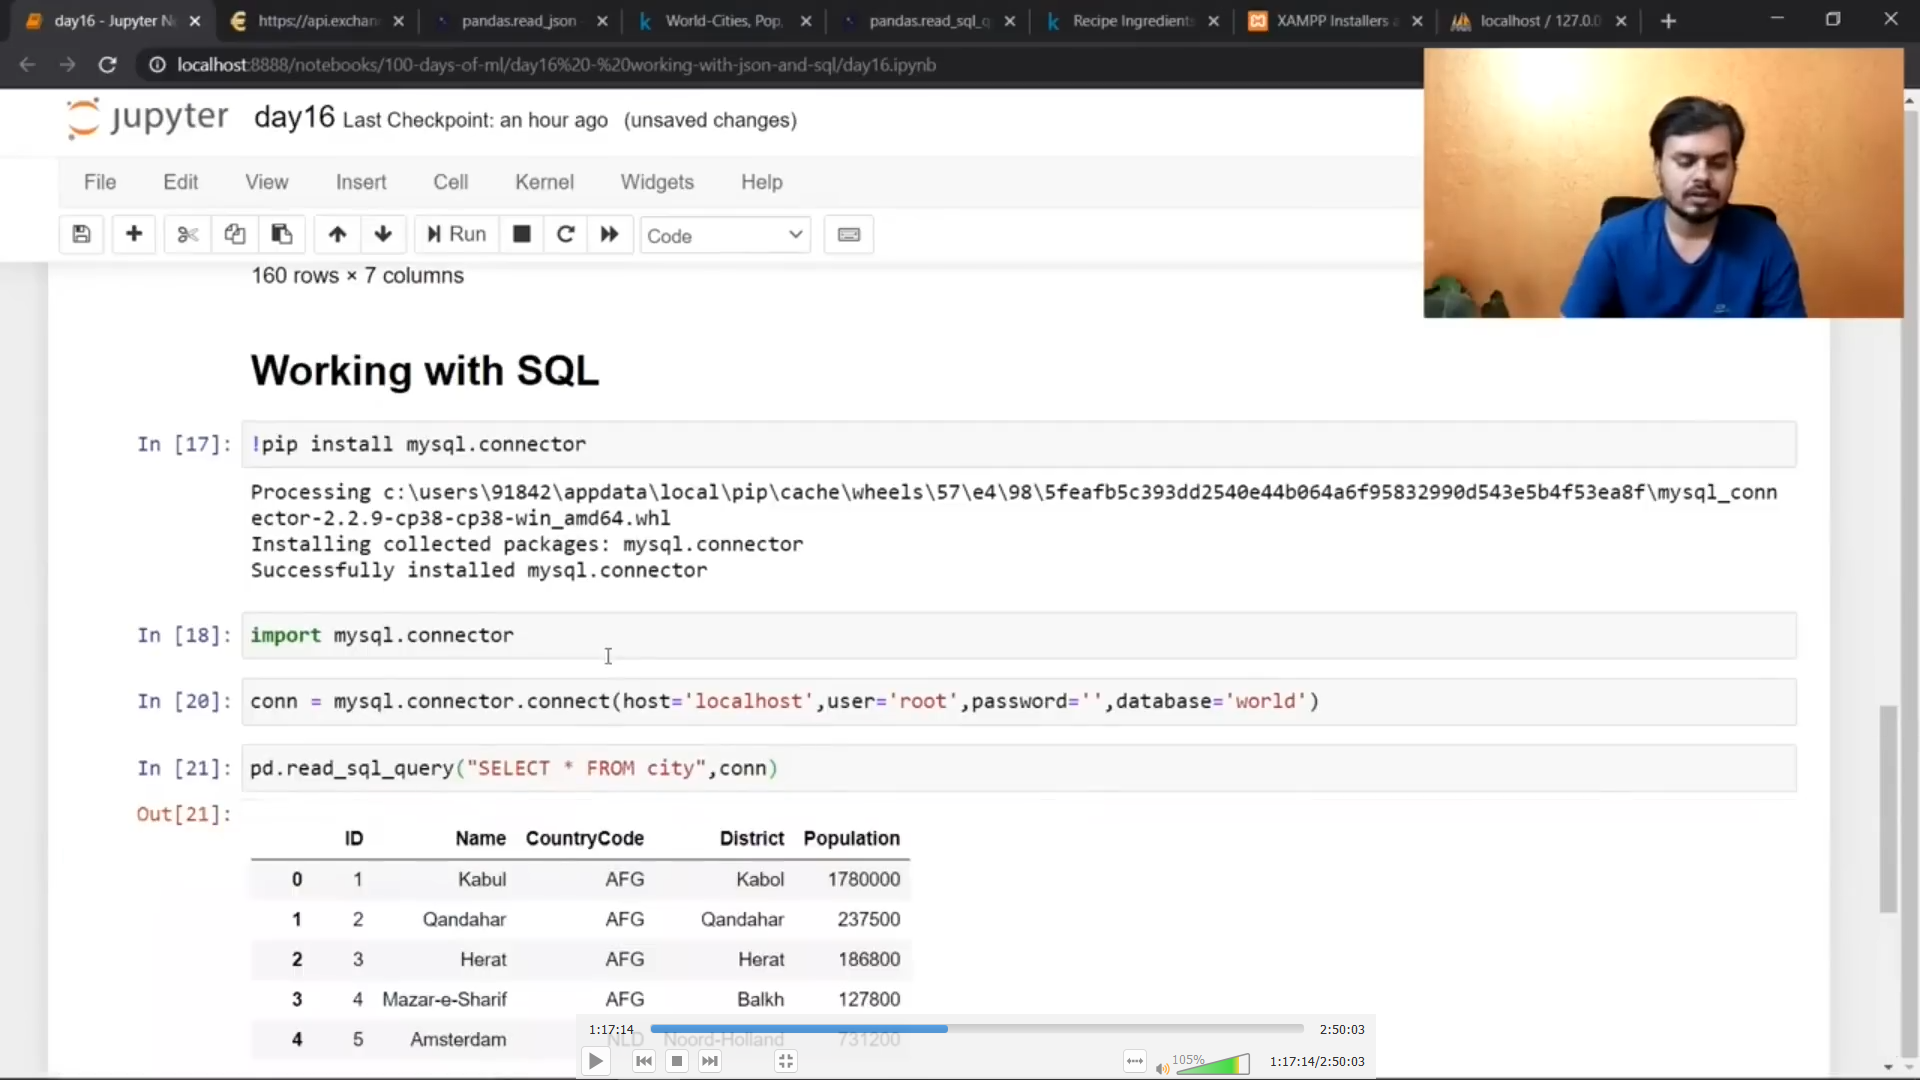 day16 - Jupyter N
https://api.exchan
pandas.read_json
World-Cities, Pop,
pandas.read_sql_q
Recipe Ingredient
XAMPP Installers a
localhost / 127.0.0
localhost:8888/notebooks/100-days-of-ml/day16%20-%20working-with-json-and-sql/day16.ipynb
jupyter day16 Last Checkpoint: an hour ago (unsaved changes)
File Edit View Insert Cell Kernel Widgets Help
Run Code
160 rows × 7 columns
Working with SQL
In [17]: !pip install mysql.connector
Processing c:\users\91842\appdata\local\pip\cache\wheels\57\e4\98\5feafb5c393dd2540e44b064a6f95832990d543e5b4f53ea8f\mysql_conn
ector-2.2.9-cp38-cp38-win_amd64.whl
Installing collected packages: mysql.connector
Successfully installed mysql.connector
In [18]: import mysql.connector
In [20]: conn = mysql.connector.connect(host='localhost',user='root',password='',database='world')
In [21]: pd.read_sql_query("SELECT * FROM city",conn)
Out[21]:
ID Name CountryCode District Population
0 1 Kabul AFG Kabol 1780000
1 2 Qandahar AFG Qandahar 237500
2 3 Herat AFG Herat 186800
3 4 Mazar-e-Sharif AFG Balkh 127800
4 5 Amsterdam NLD Noord-Holland 731200
1:17:14 2:50:03
105% 1:17:14/2:50:03